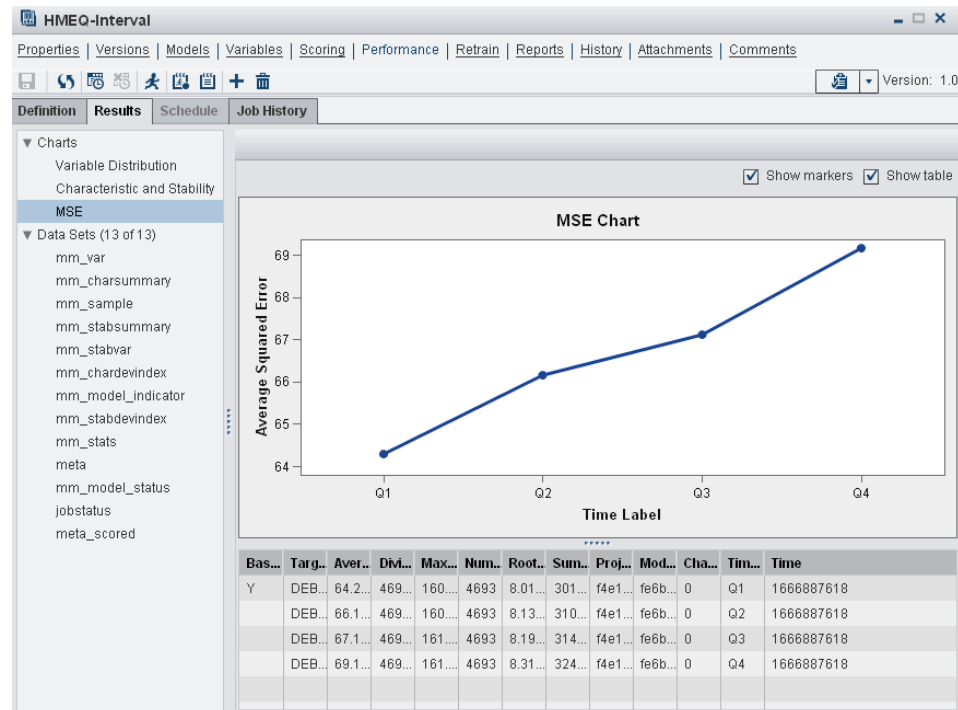 HMEQ-Interval
Properties | Versions | Models | Variables | Scoring | Performance | Retrain | Reports | History | Attachments | Comments
Version: 1.0
Definition Results Schedule Job History
Charts
Variable Distribution
Characteristic and Stability
MSE
Data Sets (13 of 13)
mm_var
mm_charsummary
mm_sample
mm_stabsummary
mm_stabvar
mm_chardevindex
mm_model_indicator
mm_stabdevindex
mm_stats
meta
mm_model_status
jobstatus
meta_scored
Show markers Show table
MSE Chart
Average Squared Error
69
68
67
66
65
64
Q1 Q2 Q3 Q4
Time Label
Bas... Targ... Aver... Divi... Max... Num... Root... Sum... Proj... Mod... Cha... Tim... Time
Y DEB... 64.2... 469... 160.... 4693 8.01... 301... f4e1... fe6b... 0 Q1 1666887618
DEB... 66.1... 469... 160.... 4693 8.13... 310... f4e1... fe6b... 0 Q2 1666887618
DEB... 67.1... 469... 161.... 4693 8.19... 314... f4e1... fe6b... 0 Q3 1666887618
DEB... 69.1... 469... 161.... 4693 8.31... 324... f4e1... fe6b... 0 Q4 1666887618